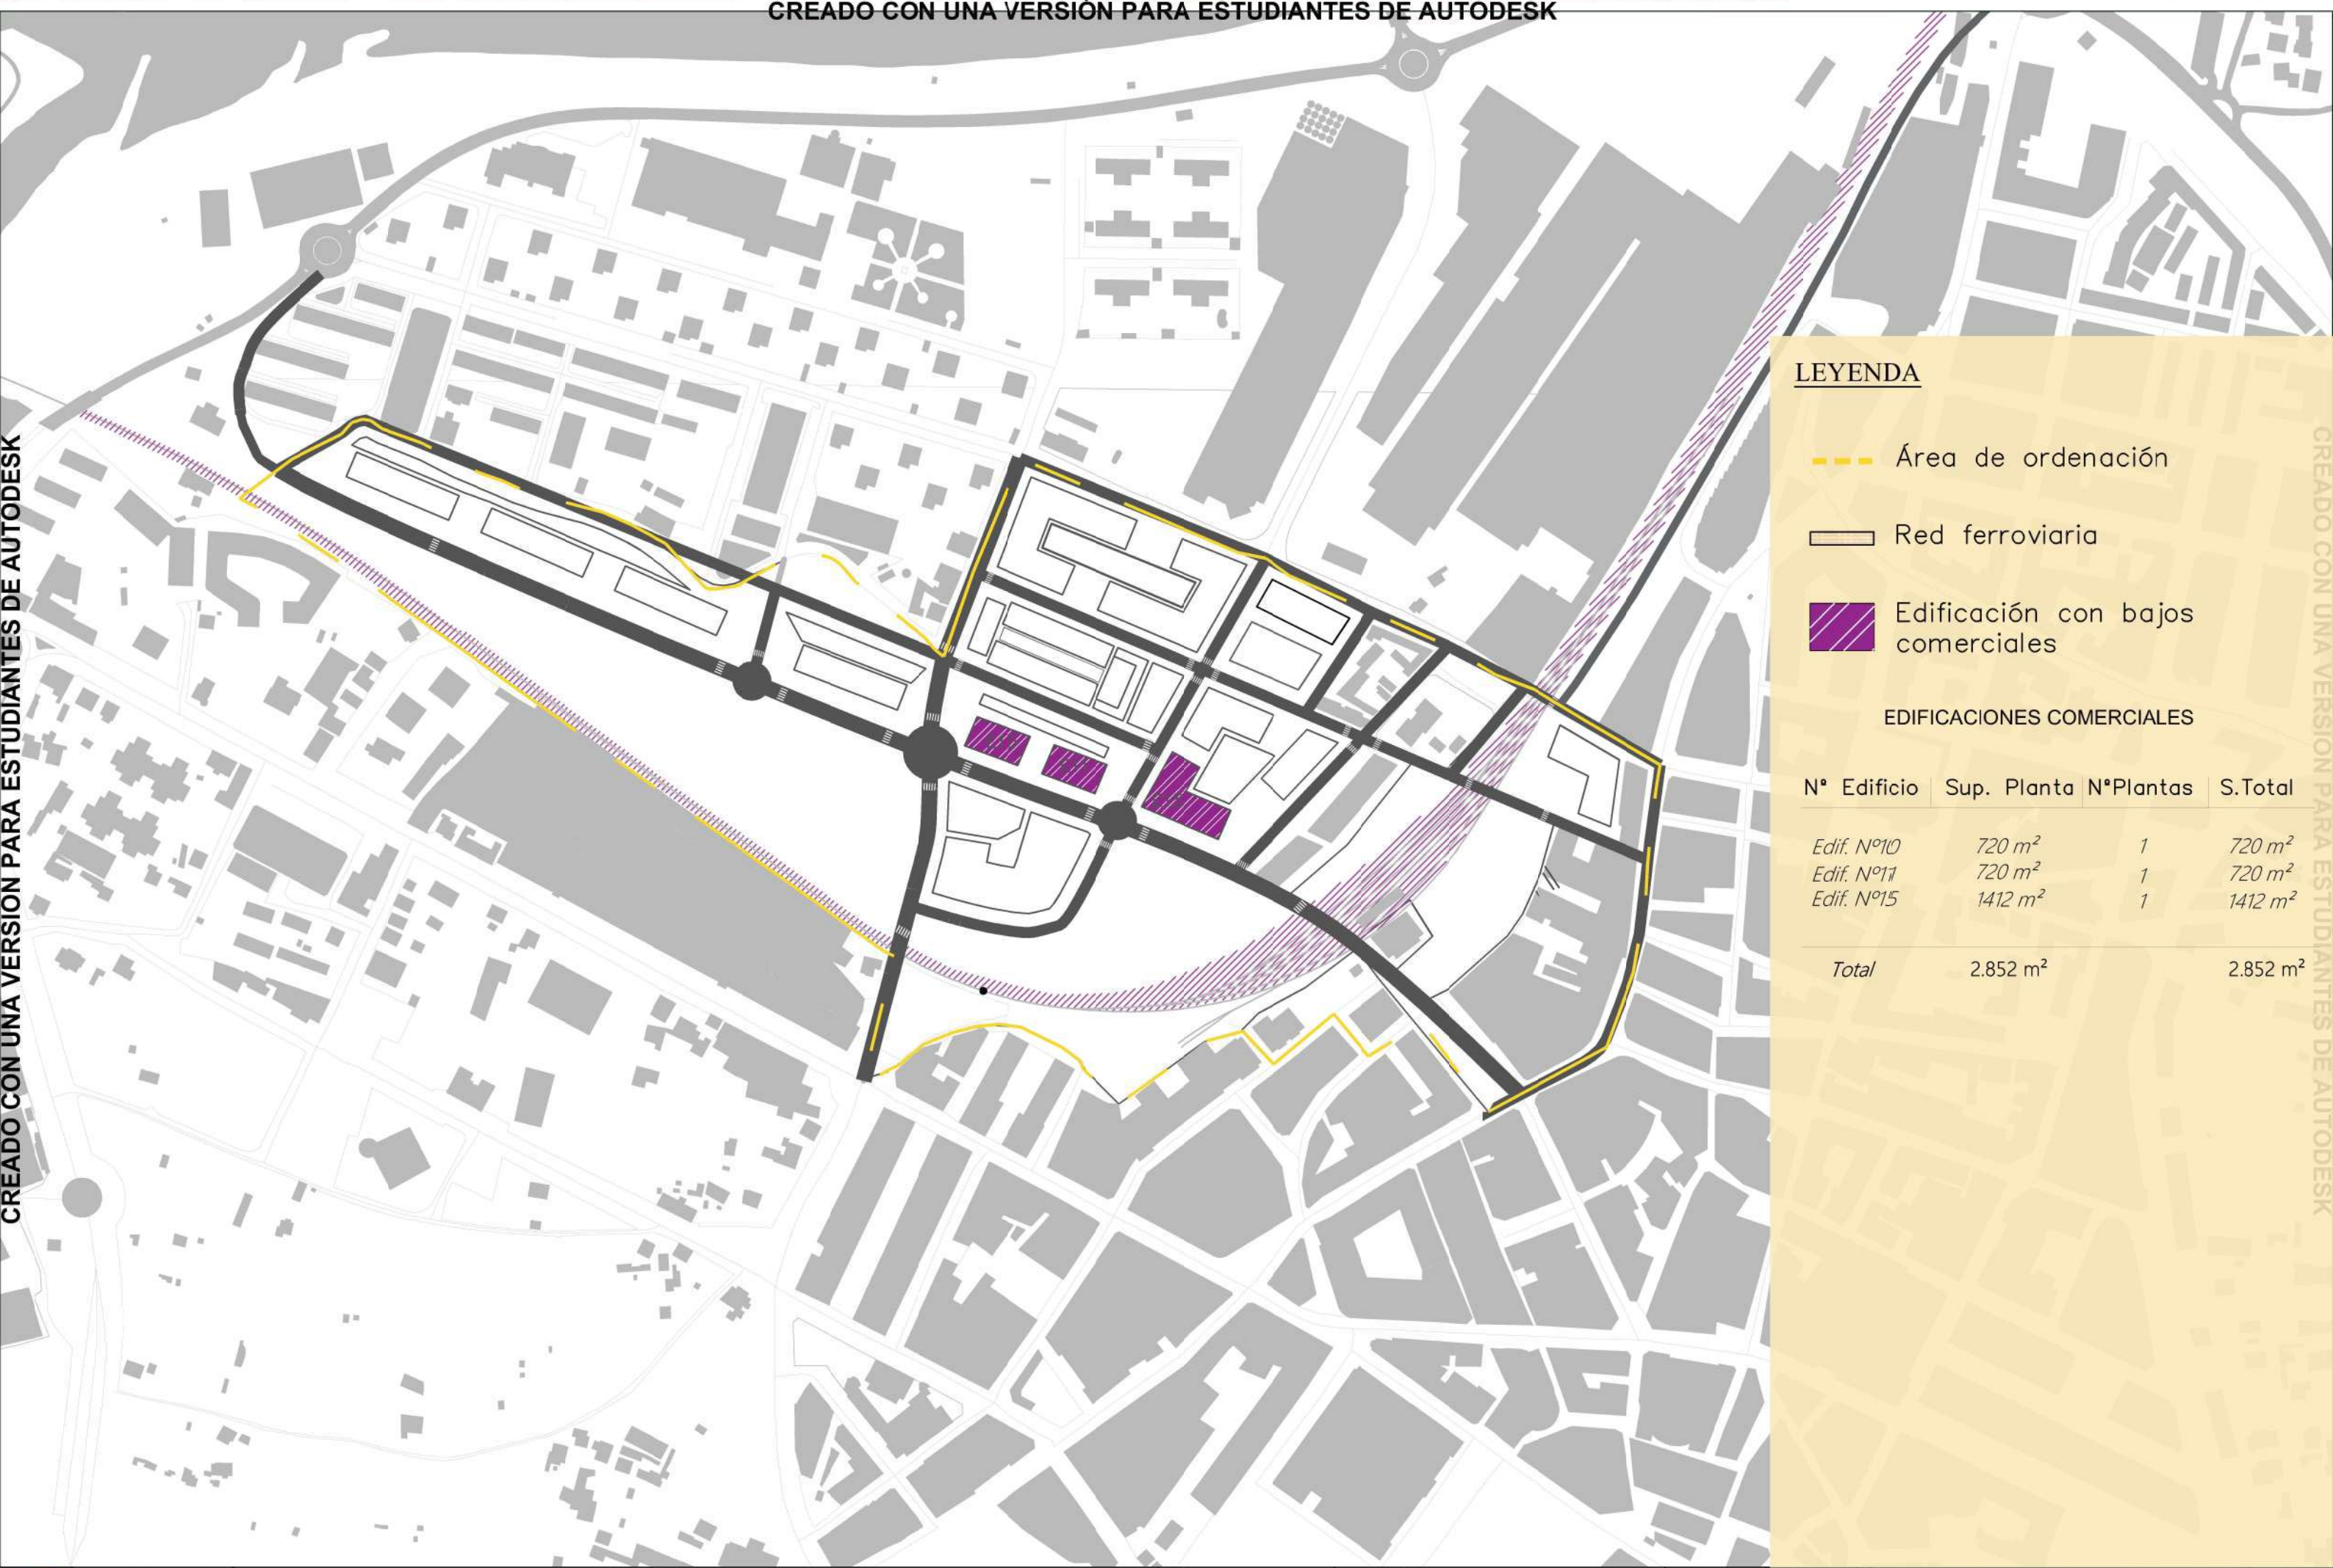 CREADO CON UNA VERSIÓN PARA ESTUDIANTES DE AUTODESK
CREADO CON UNA VERSIÓN PARA ESTUDIANTES DE AUTODESK
LEYENDA
Área de ordenación
Red ferroviaria
Edificación con bajos
comerciales
EDIFICACIONES COMERCIALES
Nº Edificio Sup. Planta NºPlantas S.Total
Edif. Nº10 720 m² 1 720 m²
Edif. Nº11 720 m² 1 720 m²
Edif. Nº15 1412 m² 1 1412 m²
Total 2.852 m² 2.852 m²
CREADO CON UNA VERSIÓN PARA ESTUDIANTES DE AUTODESK